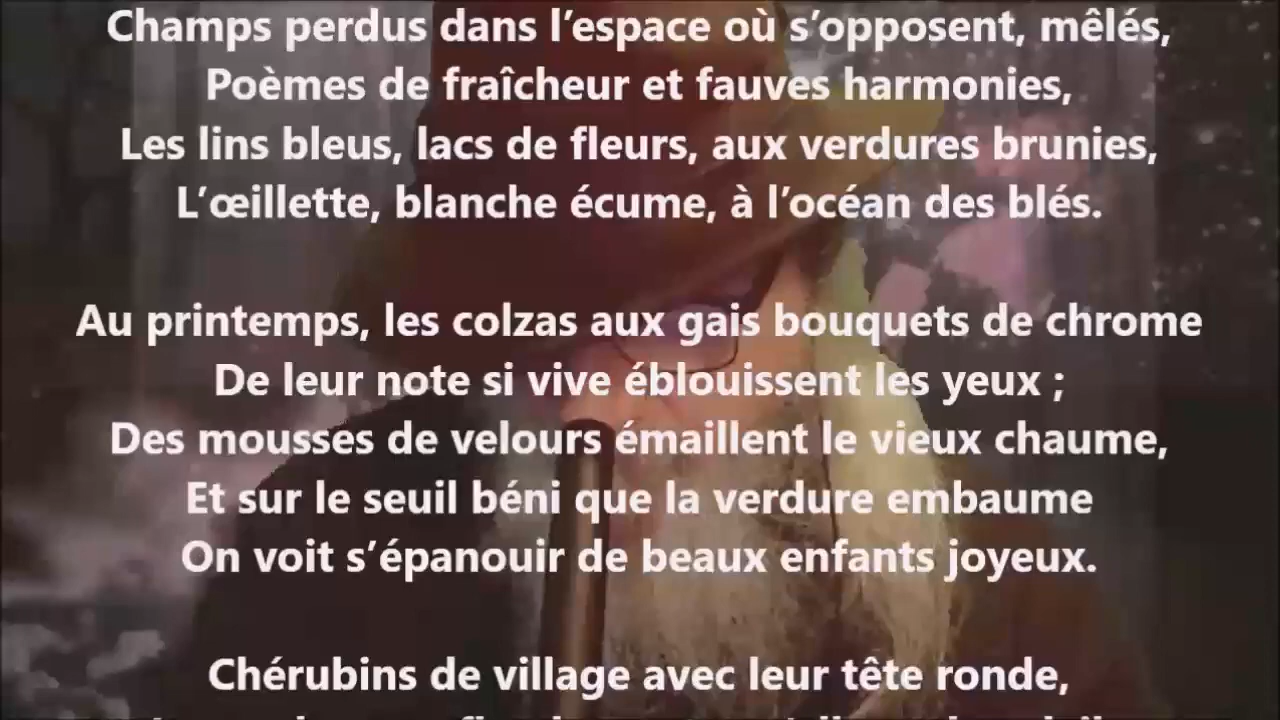 Champs perdus dans l’espace où s’opposent, mêlés,
Poèmes de fraîcheur et fauves harmonies,
Les lins bleus, lacs de fleurs, aux verdures brunies,
L’œillette, blanche écume, à l’océan des blés.
Au printemps, les colzas aux gais bouquets de chrome
De leur note si vive éblouissent les yeux ;
Des mousses de velours émaillent le vieux chaume,
Et sur le seuil béni que la verdure embaume
On voit s’épanouir de beaux enfants joyeux.
Chérubins de village avec leur tête ronde,